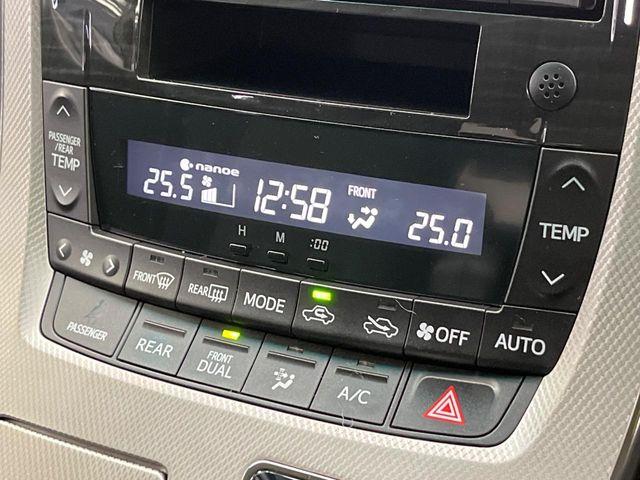 PASSENGER
/REAR
TEMP
nanoe
25.5
12:58
FRONT
25.0
TEMP
H
M
:00
FRONT
REAR
MODE
OFF
AUTO
PASSENGER
REAR
FRONT
DUAL
A/C